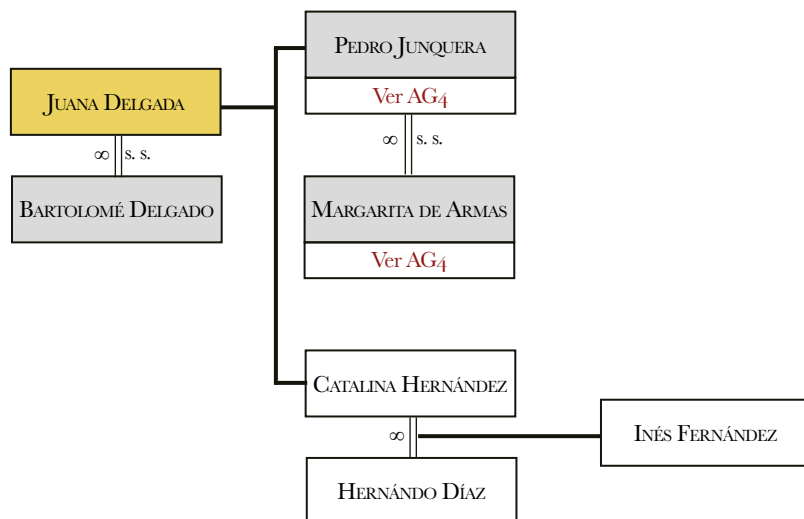 Pedro Junquera
Ver AG4
Juana Delgada
∞ s. s.
∞ s. s.
Bartolomé Delgado
Margarita de Armas
Ver AG4
Catalina Hernández
∞
Inés Fernández
Hernándo Díaz